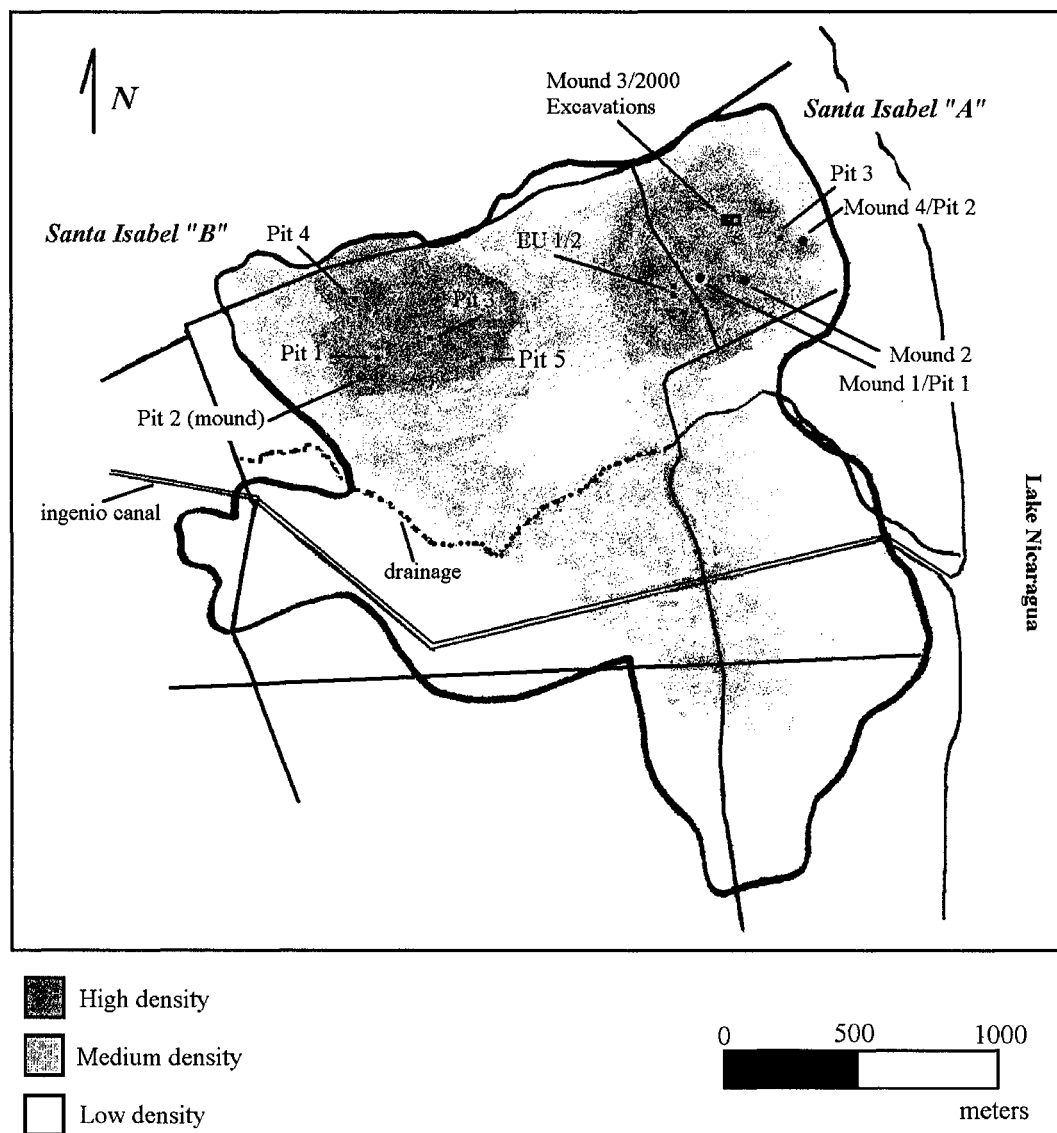 N
Mound 3/2000
Excavations
Santa Isabel "A"
Pit 3
Mound 4/Pit 2
Santa Isabel "B"
Pit 4
EU 1/2
Pit 3
Pit 1
Pit 5
Mound 2
Mound 1/Pit 1
Pit 2 (mound)
ingenio canal
drainage
Lake Nicaragua
High density
Medium density
Low density
0 500 1000
meters